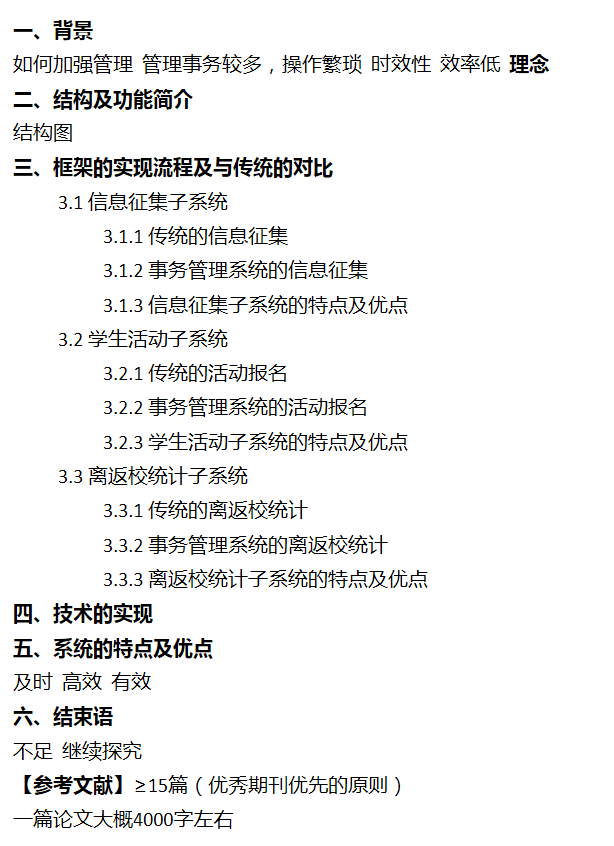 一、背景
如何加强管理 管理事务较多，操作繁琐 时效性 效率低 理念
二、结构及功能简介
结构图
三、框架的实现流程及与传统的对比
3.1 信息征集子系统
3.1.1 传统的信息征集
3.1.2 事务管理系统的信息征集
3.1.3 信息征集子系统的特点及优点
3.2 学生活动子系统
3.2.1 传统的活动报名
3.2.2 事务管理系统的活动报名
3.2.3 学生活动子系统的特点及优点
3.3 离返校统计子系统
3.3.1 传统的离返校统计
3.3.2 事务管理系统的离返校统计
3.3.3 离返校统计子系统的特点及优点
四、技术的实现
五、系统的特点及优点
及时 高效 有效
六、结束语
不足 继续探究
【参考文献】≥15篇（优秀期刊优先的原则）
一篇论文大概4000字左右